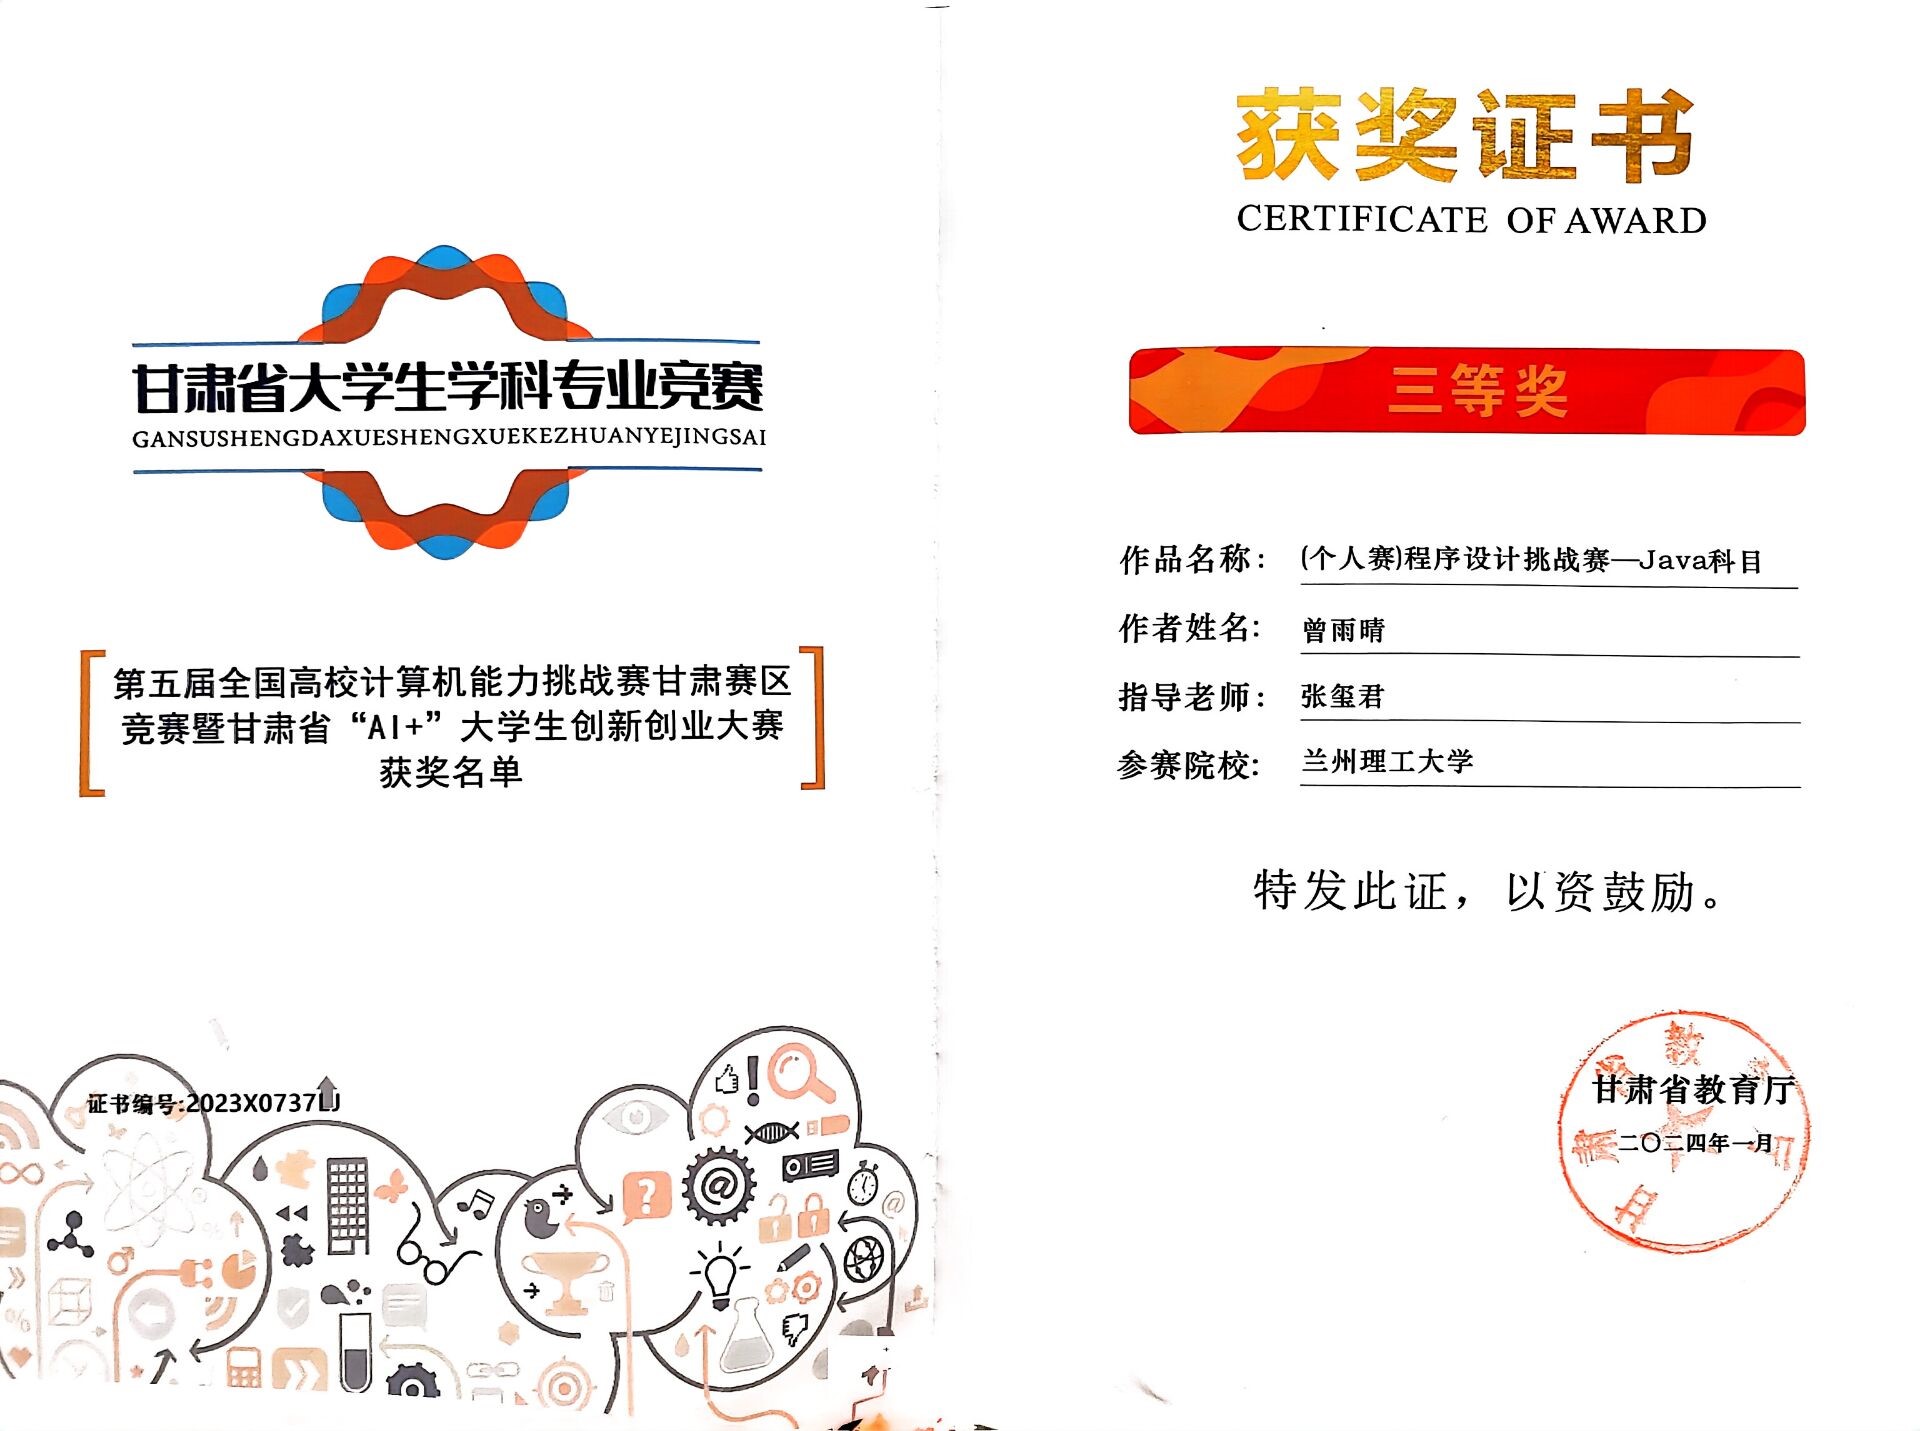 甘肃省大学生学科专业竞赛
GANSUSHENGDAXUESHENGXUEKEZHUANYEJINGSAI
第五届全国高校计算机能力挑战赛甘肃赛区
竞赛暨甘肃省“AI+”大学生创新创业大赛
获奖名单
证书编号:2023X0737LJ
获奖证书
CERTIFICATE OF AWARD
三等奖
作品名称：(个人赛)程序设计挑战赛—Java科目
作者姓名：曾雨晴
指导老师：张玺君
参赛院校：兰州理工大学
特发此证，以资鼓励。
甘肃省教育厅
二〇二四年一月